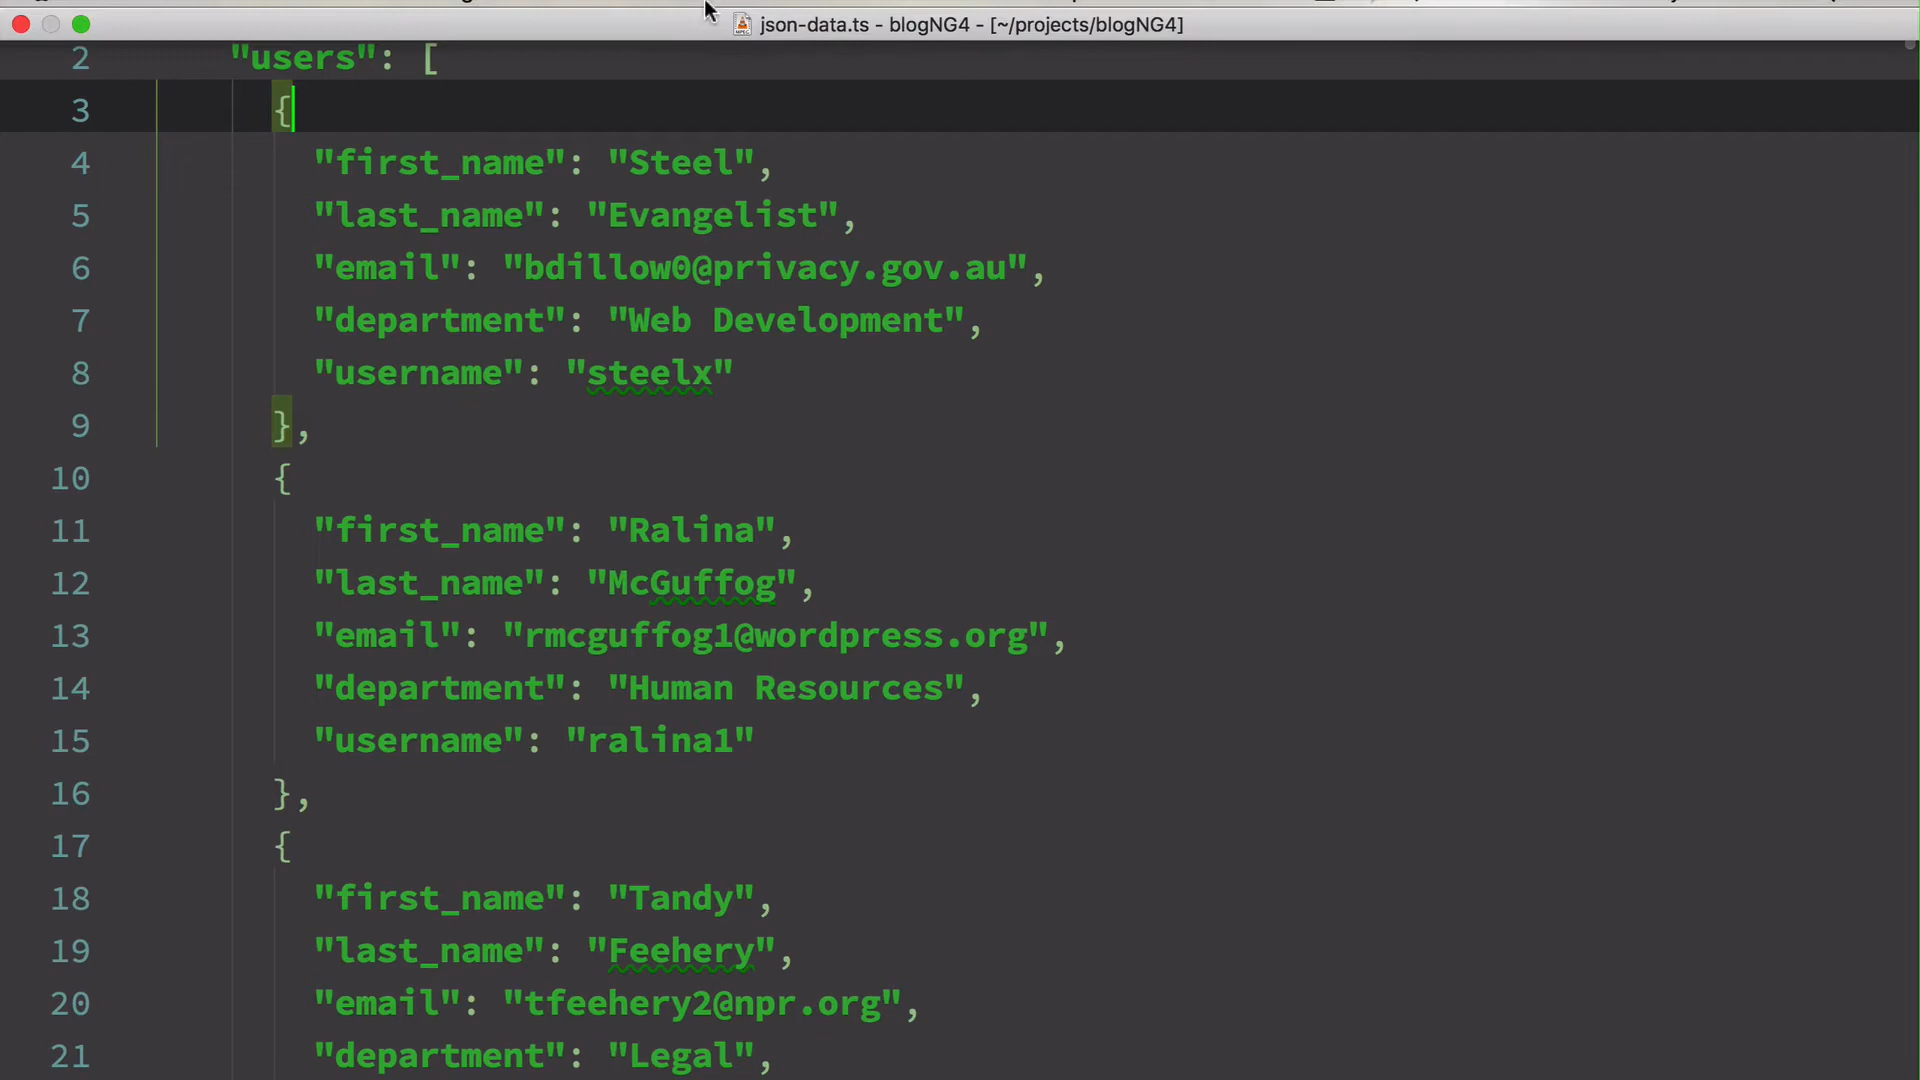 json-data.ts - blogNG4 - [~/projects/blogNG4]
2 "users": [
3 {
4 "first_name": "Steel",
5 "last_name": "Evangelist",
6 "email": "bdillow0@privacy.gov.au",
7 "department": "Web Development",
8 "username": "steelx"
9 },
10 {
11 "first_name": "Ralina",
12 "last_name": "McGuffog",
13 "email": "rmcguffog1@wordpress.org",
14 "department": "Human Resources",
15 "username": "ralina1"
16 },
17 {
18 "first_name": "Tandy",
19 "last_name": "Feehery",
20 "email": "tfeehery2@npr.org",
21 "department": "Legal",